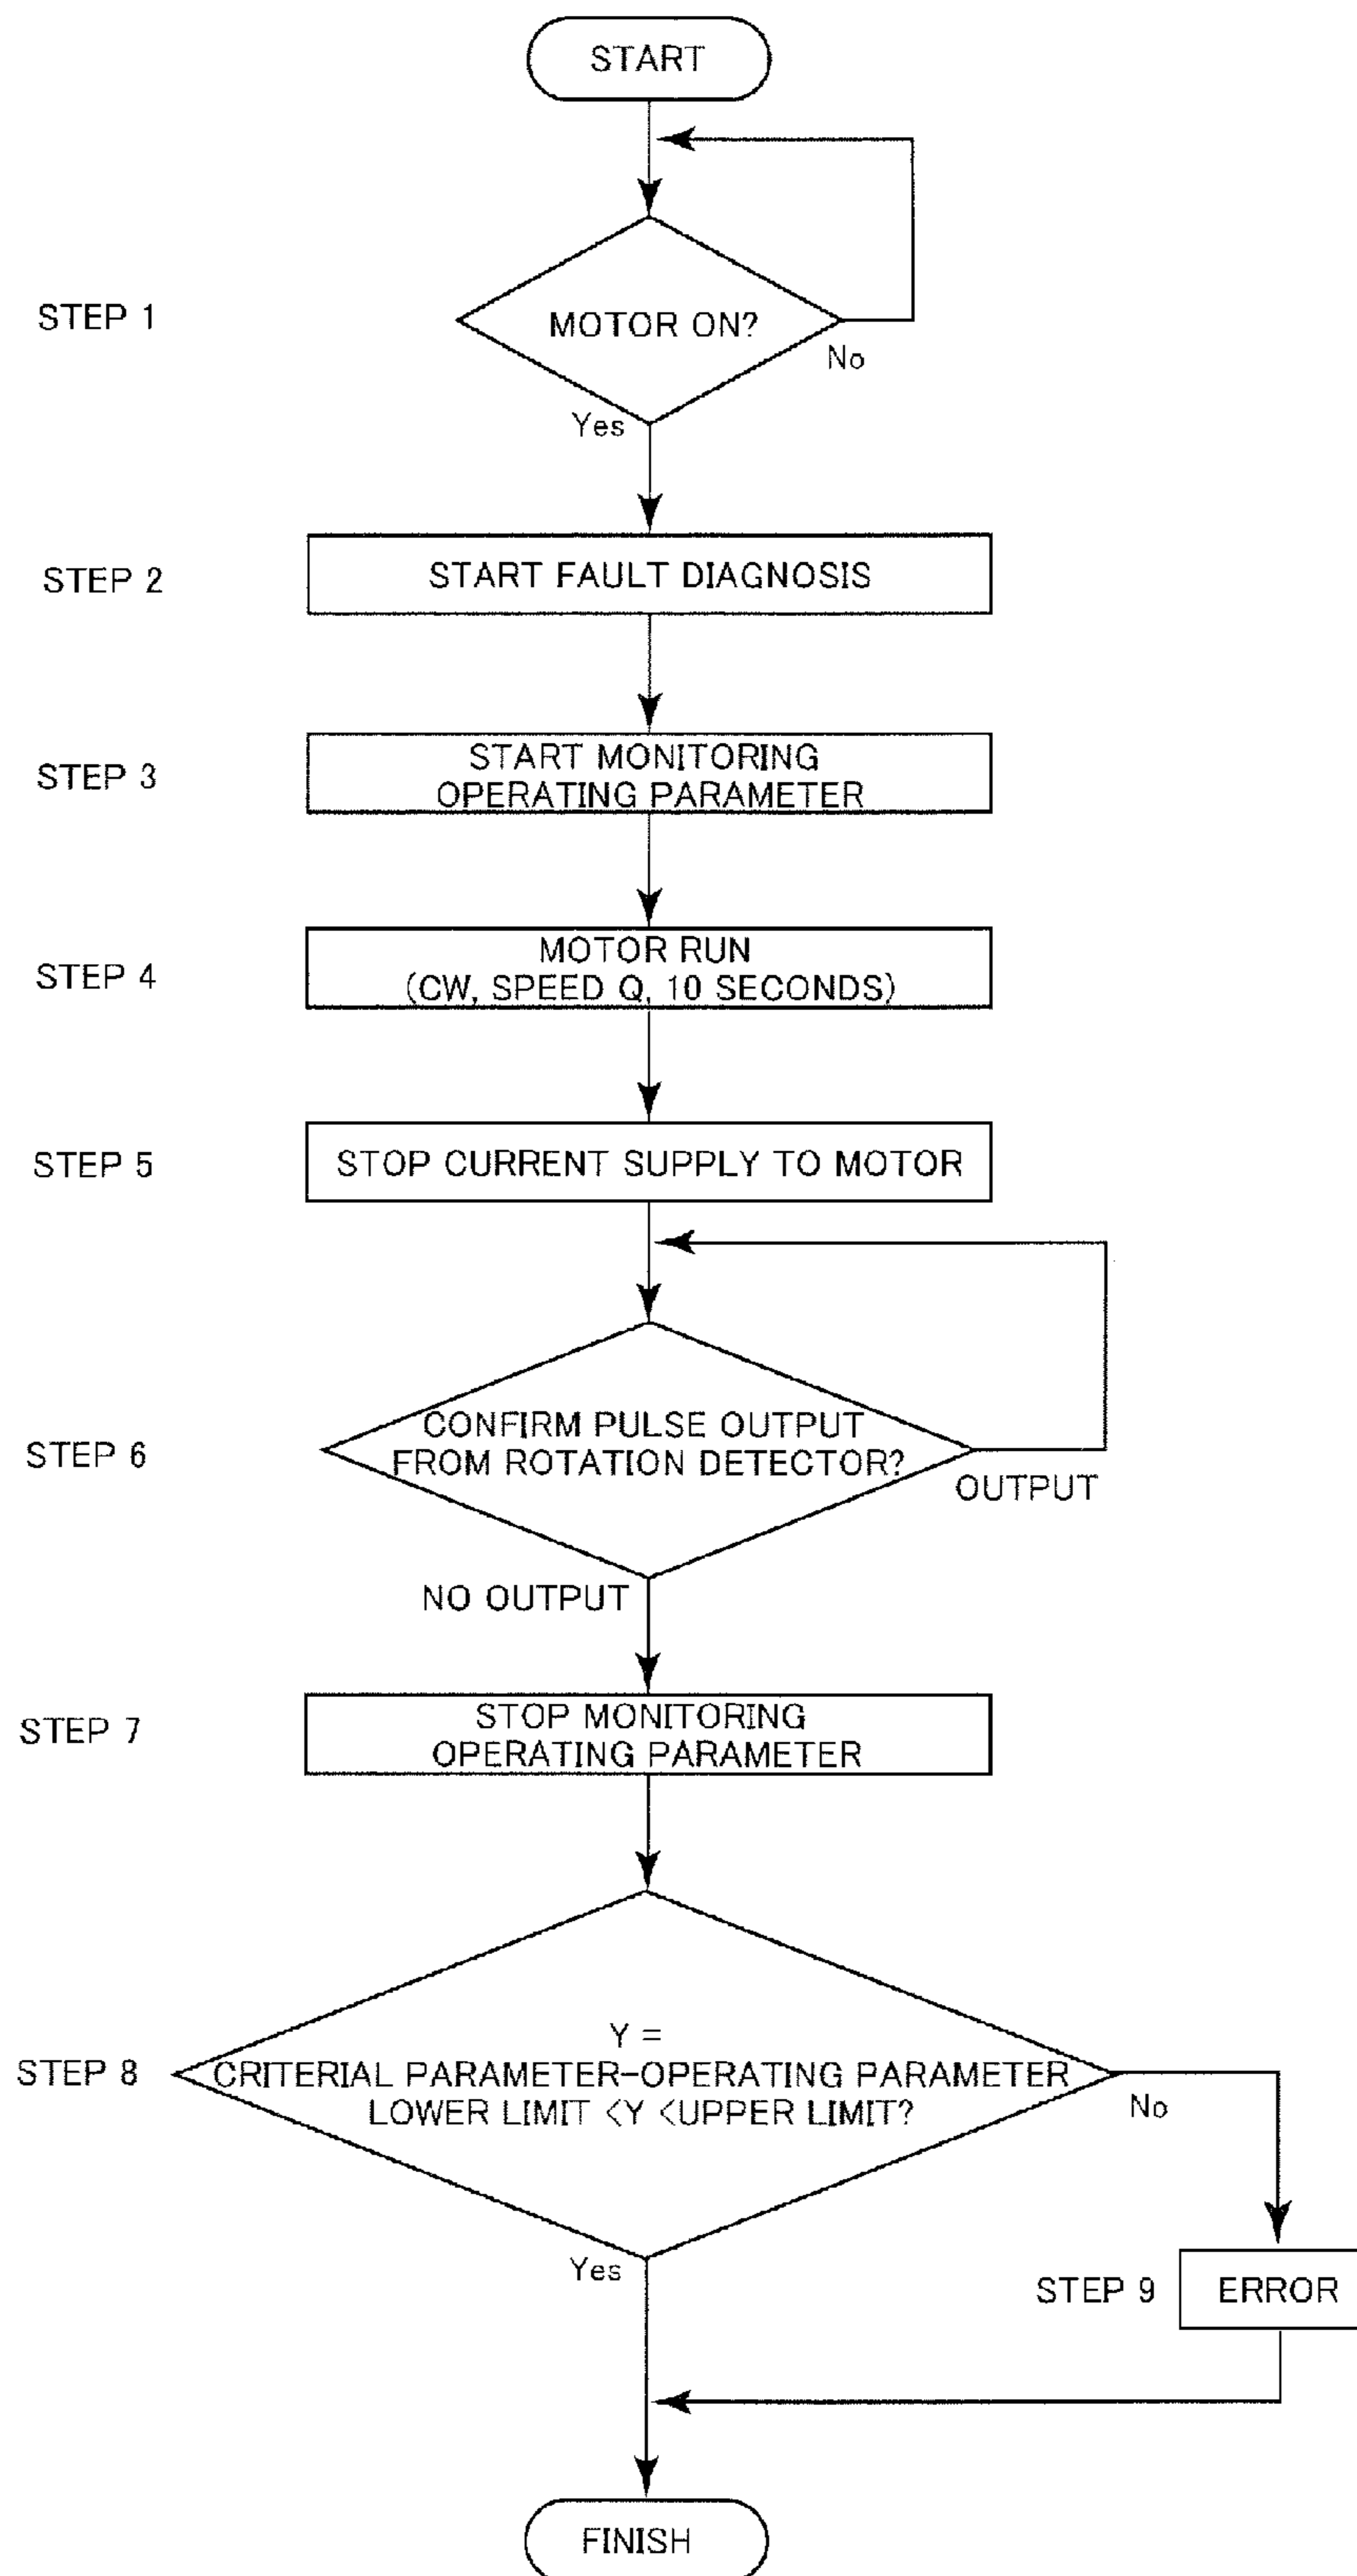 START
STEP 1
MOTOR ON?
No
Yes
STEP 2
START FAULT DIAGNOSIS
STEP 3
START MONITORING
OPERATING PARAMETER
STEP 4
MOTOR RUN
(CW, SPEED Q, 10 SECONDS)
STEP 5
STOP CURRENT SUPPLY TO MOTOR
STEP 6
CONFIRM PULSE OUTPUT
FROM ROTATION DETECTOR?
OUTPUT
NO OUTPUT
STEP 7
STOP MONITORING
OPERATING PARAMETER
STEP 8
Y =
CRITERIAL PARAMETER-OPERATING PARAMETER
LOWER LIMIT <Y <UPPER LIMIT?
No
Yes
STEP 9
ERROR
FINISH